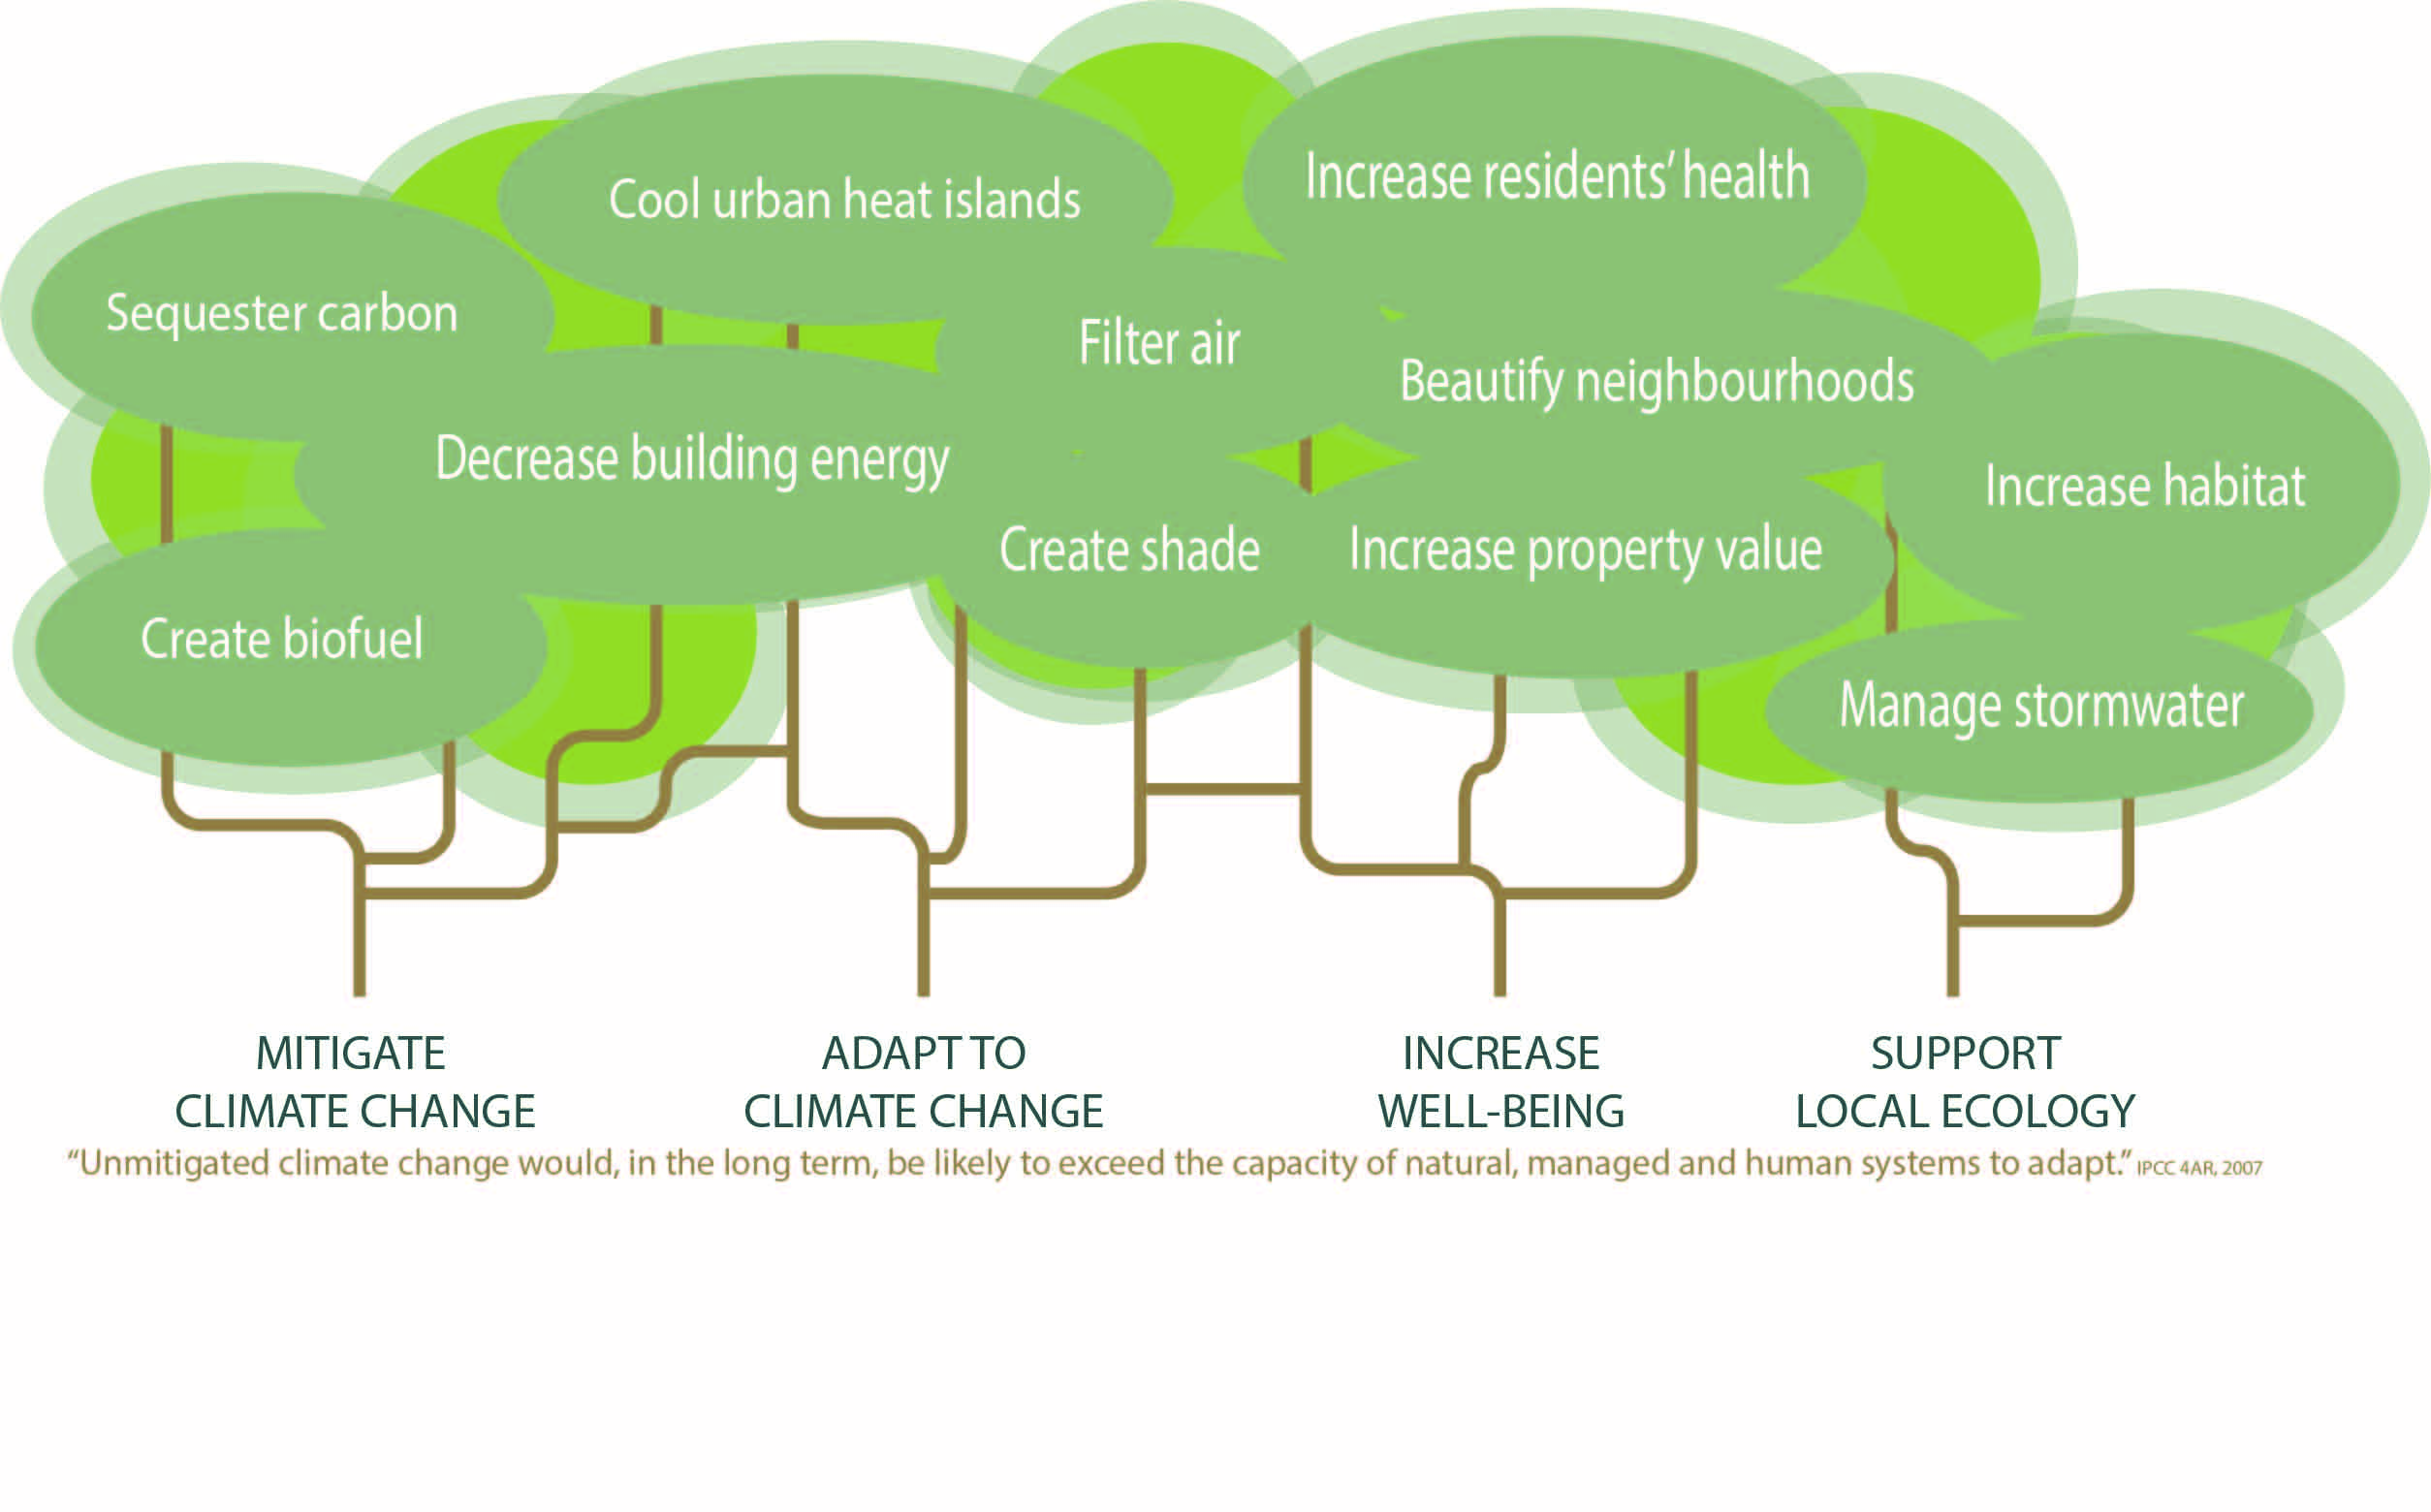 Cool urban heat islands
Increase residents’ health
Sequester carbon
Filter air
Beautify neighbourhoods
Decrease building energy
Increase habitat
Create shade
Increase property value
Create biofuel
Manage stormwater
MITIGATE
CLIMATE CHANGE
ADAPT TO
CLIMATE CHANGE
INCREASE
WELL-BEING
SUPPORT
LOCAL ECOLOGY
“Unmitigated climate change would, in the long term, be likely to exceed the capacity of natural, managed and human systems to adapt.” IPCC 4AR, 2007